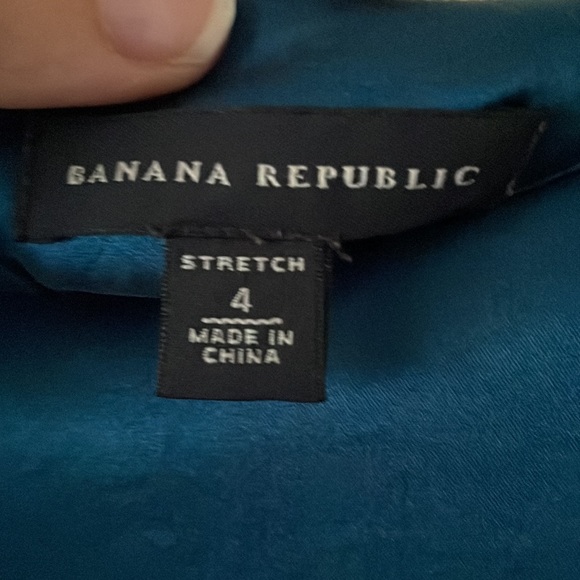 BANANA REPUBLIC
STRETCH
4
MADE IN
CHINA